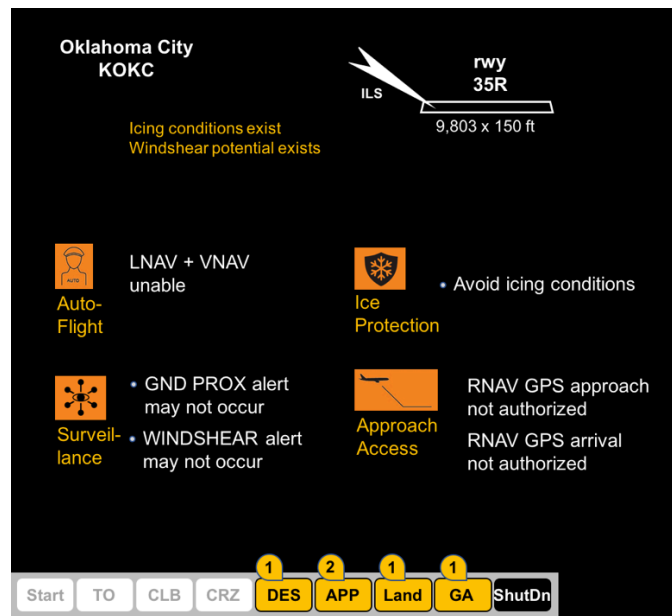 Oklahoma City
KOKC
rwy
35R
ILS
9,803 x 150 ft
Icing conditions exist
Windshear potential exists
AUTO
Auto-
Flight
LNAV + VNAV
unable
Ice
Protection
• Avoid icing conditions
Surveil-
lance
• GND PROX alert
may not occur
• WINDSHEAR alert
may not occur
Approach
Access
RNAV GPS approach
not authorized
RNAV GPS arrival
not authorized
1 2 1 1
Start TO CLB CRZ DES APP Land GA ShutDn